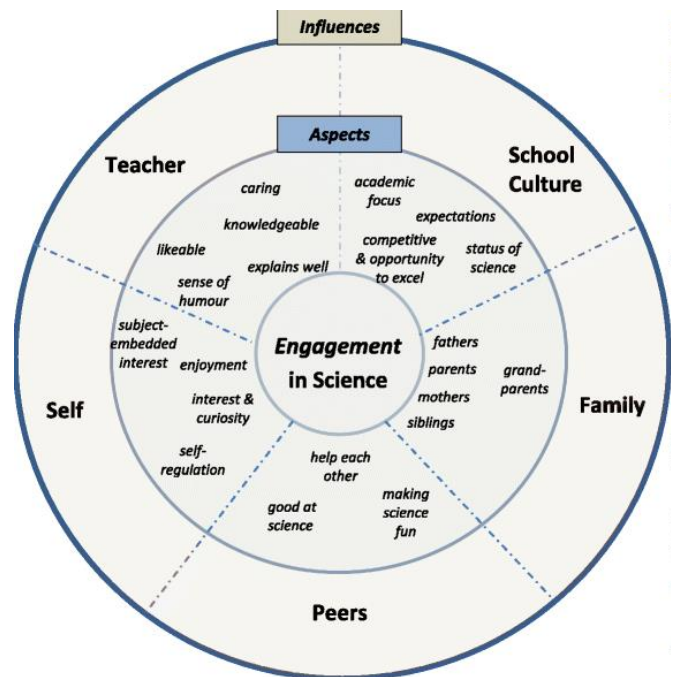 Influences
Aspects
Teacher
caring
knowledgeable
likeable
explains well
sense of
humour
School
Culture
academic
focus
expectations
competitive
& opportunity
to excel
status of
science
Engagement
in Science
Self
subject-
embedded
interest
enjoyment
interest &
curiosity
self-
regulation
Family
fathers
parents
mothers
siblings
grand-
parents
Peers
help each
other
good at
science
making
science
fun